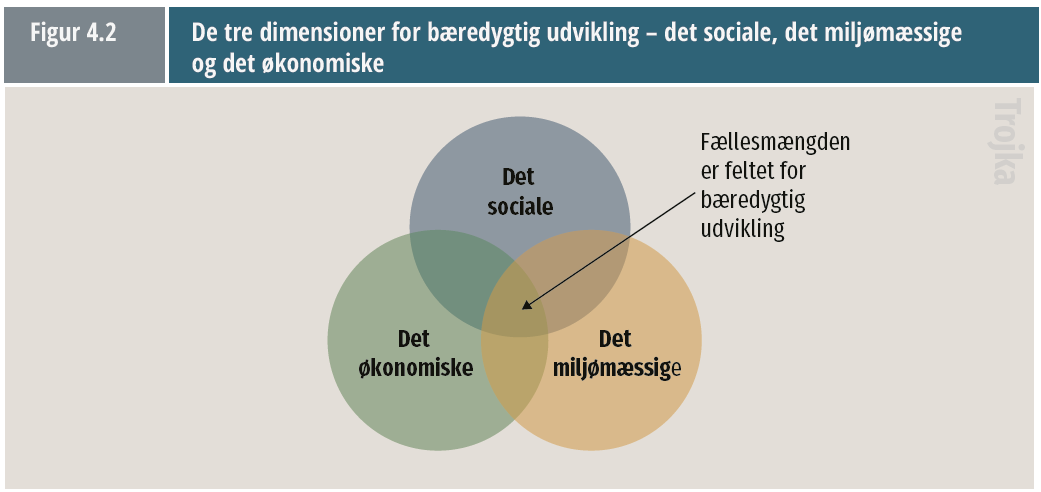 Figur 4.2
De tre dimensioner for bæredygtig udvikling – det sociale, det miljømæssige
og det økonomiske
Trojka
Fællesmængden
er feltet for
bæredygtig
udvikling
Det
sociale
Det
økonomiske
Det
miljømæssige